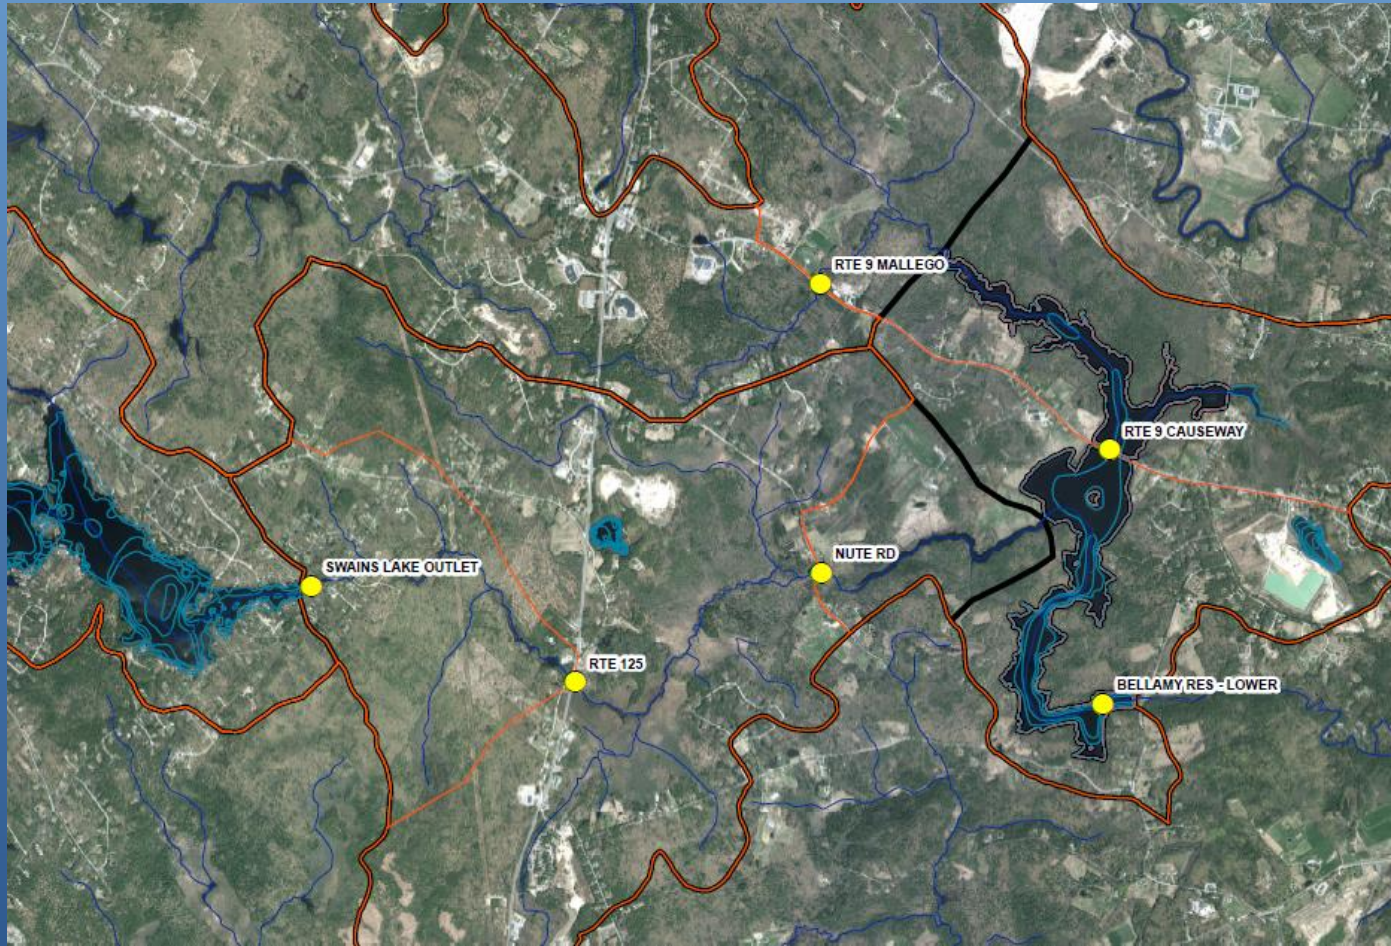 RTE 9 MALLEGO
RTE 9 CAUSEWAY
NUTE RD
SWAINS LAKE OUTLET
RTE 125
BELLAMY RES - LOWER